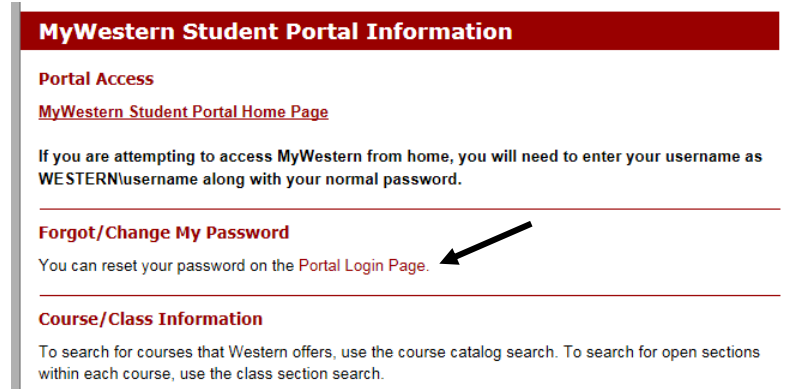 MyWestern Student Portal Information
Portal Access
MyWestern Student Portal Home Page
If you are attempting to access MyWestern from home, you will need to enter your username as
WESTERN\username along with your normal password.
Forgot/Change My Password
You can reset your password on the Portal Login Page.
Course/Class Information
To search for courses that Western offers, use the course catalog search. To search for open sections
within each course, use the class section search.